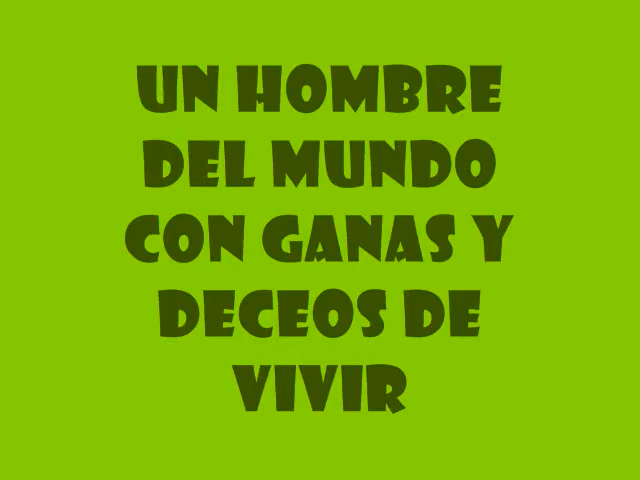 UN HOMBRE
DEL MUNDO
CON GANAS Y
DECEOS DE
VIVIR